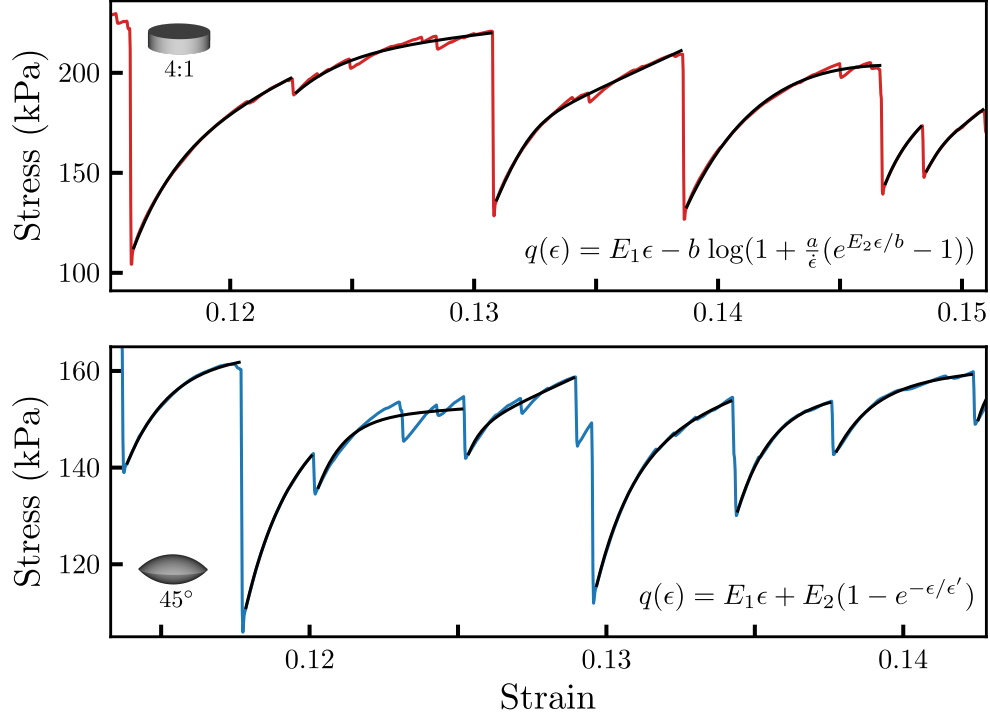 4:1
Stress (kPa)
200
150
100
q(ϵ) = E₁ϵ − b log(1 + a/ϵ̇ (e^{E₂ϵ/b} − 1))
0.12 0.13 0.14 0.15
160
140
120
Stress (kPa)
45°
q(ϵ) = E₁ϵ + E₂(1 − e^{−ϵ/ϵ′})
0.12 0.13 0.14
Strain